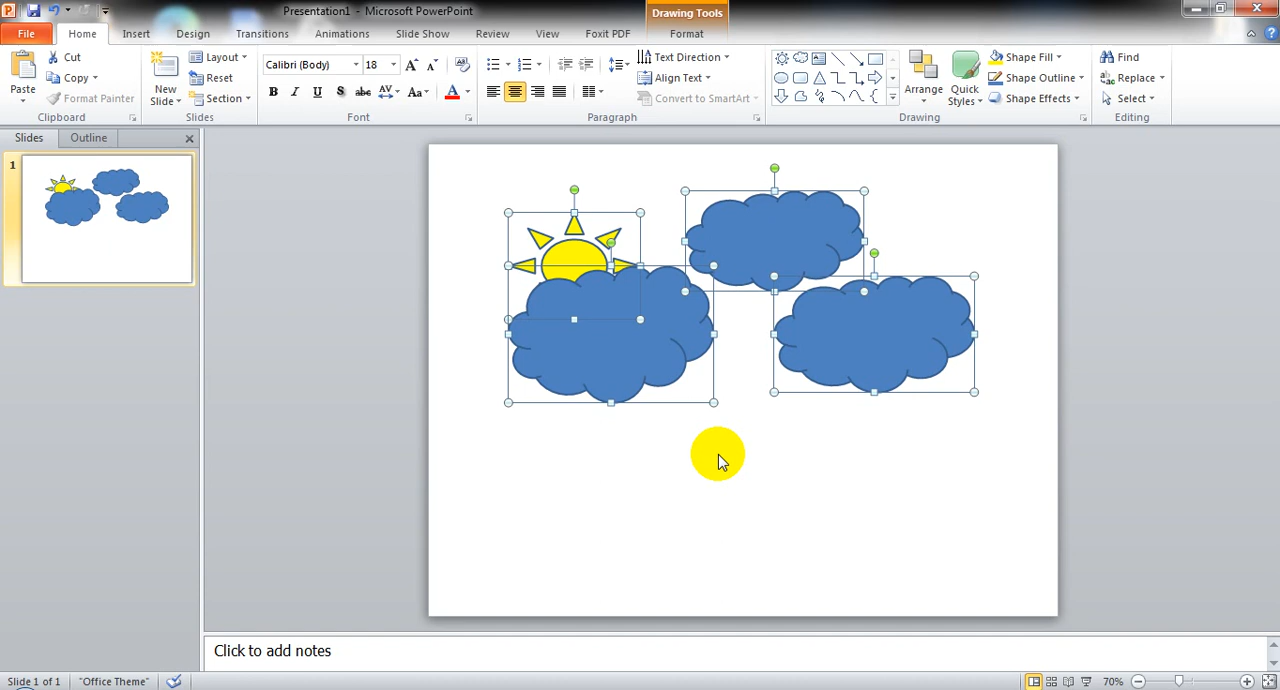 Presentation1 - Microsoft PowerPoint
Drawing Tools
File Home Insert Design Transitions Animations Slide Show Review View Foxit PDF Format
Paste
Cut
Copy
Format Painter
Clipboard
New Slide
Layout
Reset
Section
Slides
Calibri (Body) 18
B I U S abc AV Aa A
Font
Text Direction
Align Text
Convert to SmartArt
Paragraph
Arrange
Quick Styles
Shape Fill
Shape Outline
Shape Effects
Drawing
Find
Replace
Select
Editing
Slides Outline
1
Click to add notes
Slide 1 of 1 "Office Theme" 70%